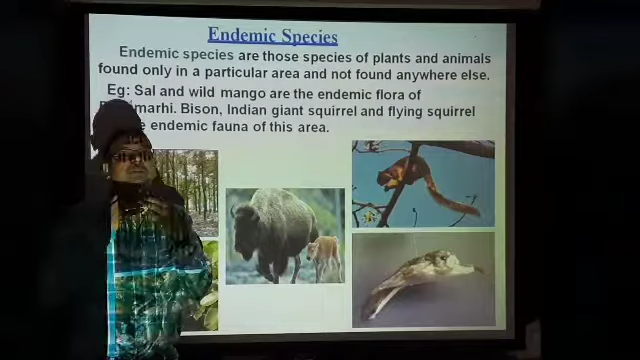 Endemic Species
Endemic species are those species of plants and animals
found only in a particular area and not found anywhere else.
Eg: Sal and wild mango are the endemic flora of
marhi. Bison, Indian giant squirrel and flying squirrel
endemic fauna of this area.